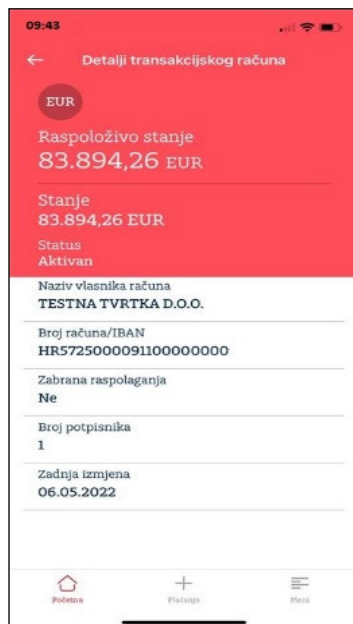 09:43
Detalji transakcijskog računa
EUR
Raspoloživo stanje
83.894,26 EUR
Stanje
83.894,26 EUR
Status
Aktivan
Naziv vlasnika računa
TESTNA TVRTKA D.O.O.
Broj računa/IBAN
HR5725000091100000000
Zabrana raspolaganja
Ne
Broj potpisnika
1
Zadnja izmjena
06.05.2022
Početna
Plaćanja
Meni